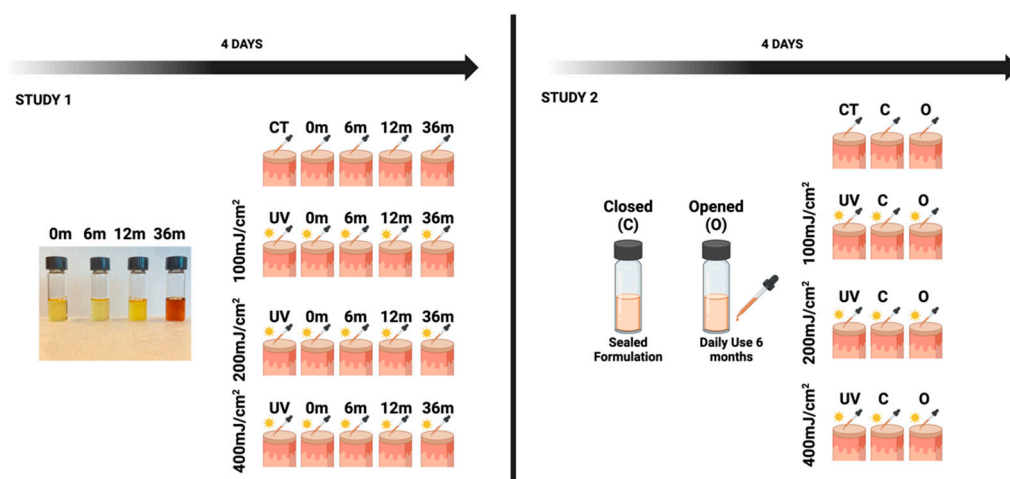 4 DAYS
STUDY 1
CT 0m 6m 12m 36m
100mJ/cm²
UV 0m 6m 12m 36m
0m 6m 12m 36m
200mJ/cm²
UV 0m 6m 12m 36m
400mJ/cm²
UV 0m 6m 12m 36m
4 DAYS
STUDY 2
CT C O
Closed
(C)
Opened
(O)
100mJ/cm²
UV C O
Sealed
Formulation
Daily Use 6
months
200mJ/cm²
UV C O
400mJ/cm²
UV C O